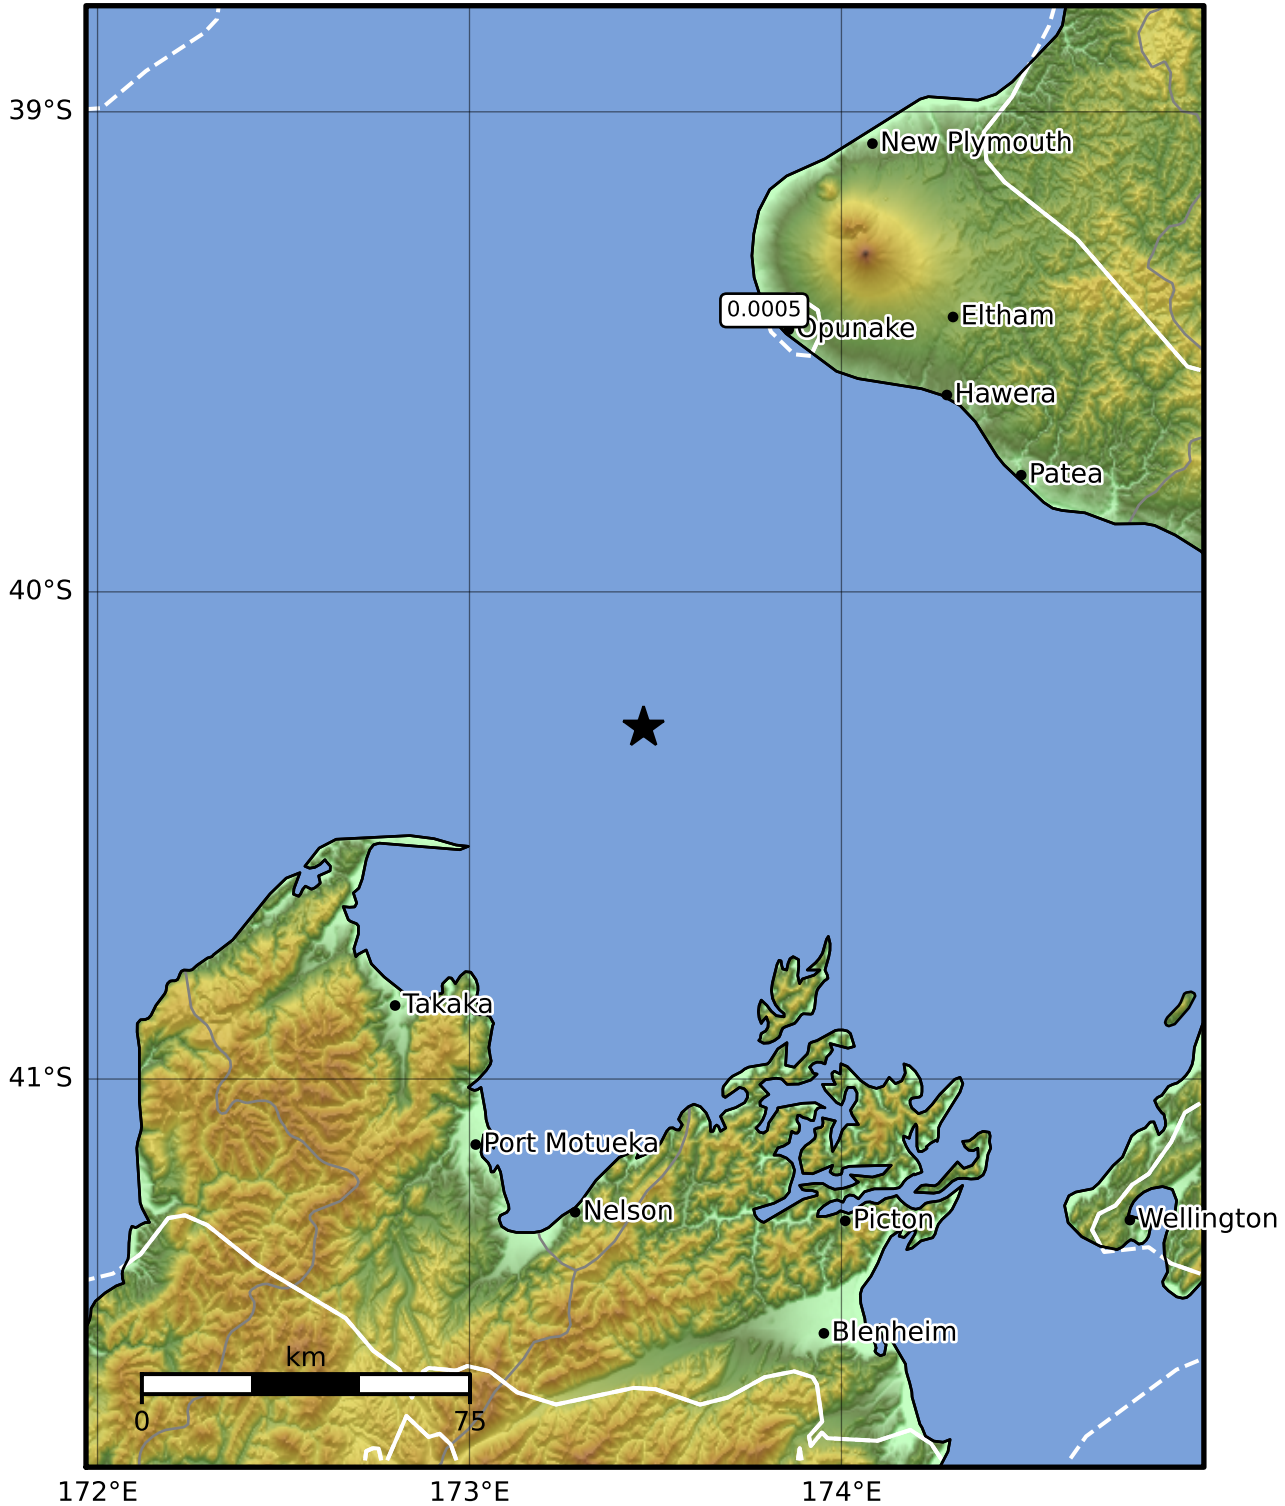 39°S
New Plymouth
0.0005
Eltham
Opunake
Hawera
Patea
40°S
Takaka
41°S
Port Motueka
Nelson
Picton
Wellington
Blenheim
km
0 75
172°E 173°E 174°E